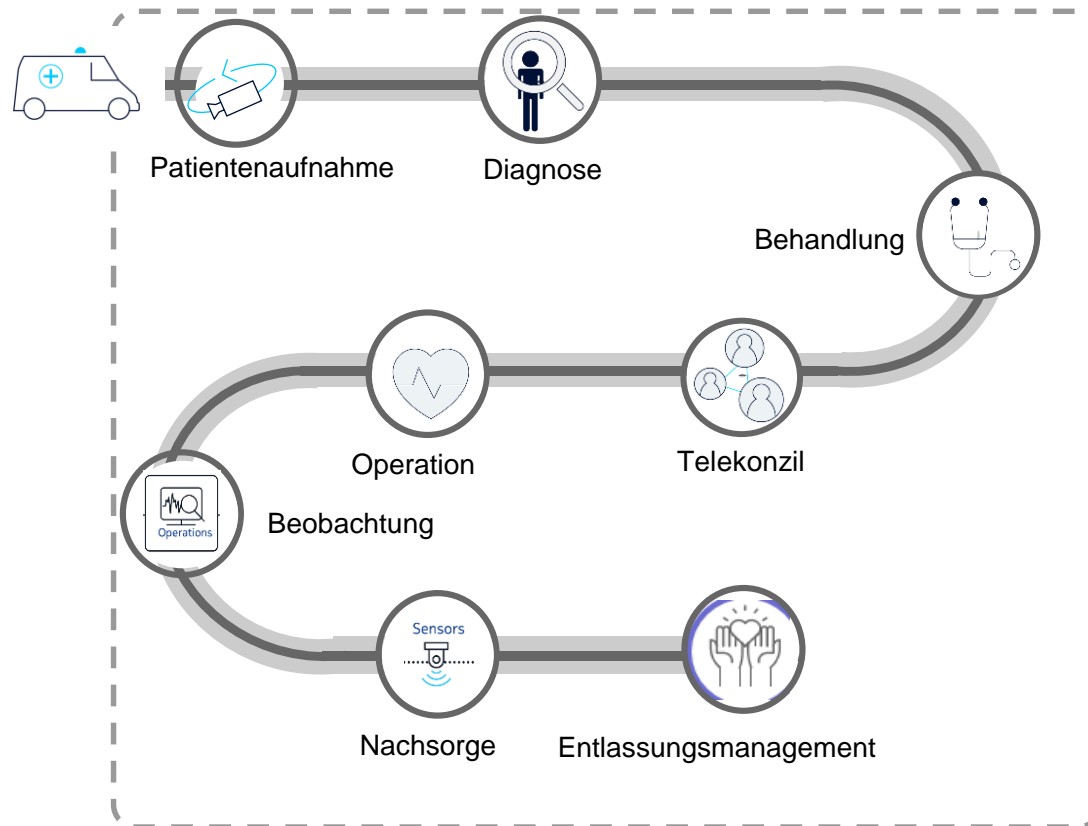 Patientenaufnahme
Diagnose
Behandlung
Telekonzil
Operation
Operations
Beobachtung
Sensors
Nachsorge
Entlassungsmanagement